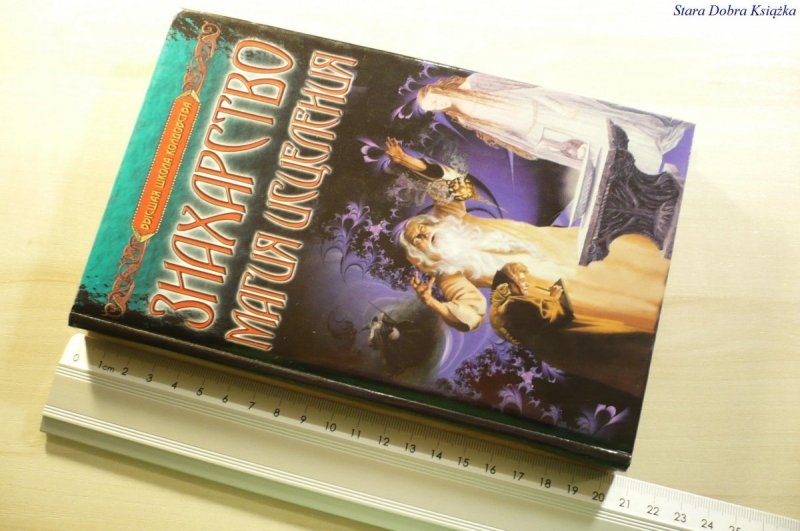 Stara Dobra Książka
ВЫСШАЯ ШКОЛА КОЛДОВСТВА
ЗНАХАРСТВО
МАГИЯ ИСЦЕЛЕНИЯ
0 1cm 2 3 4 5 6 7 8 9 10 11 12 13 14 15 16 17 18 19 20 21 22 23 24 25